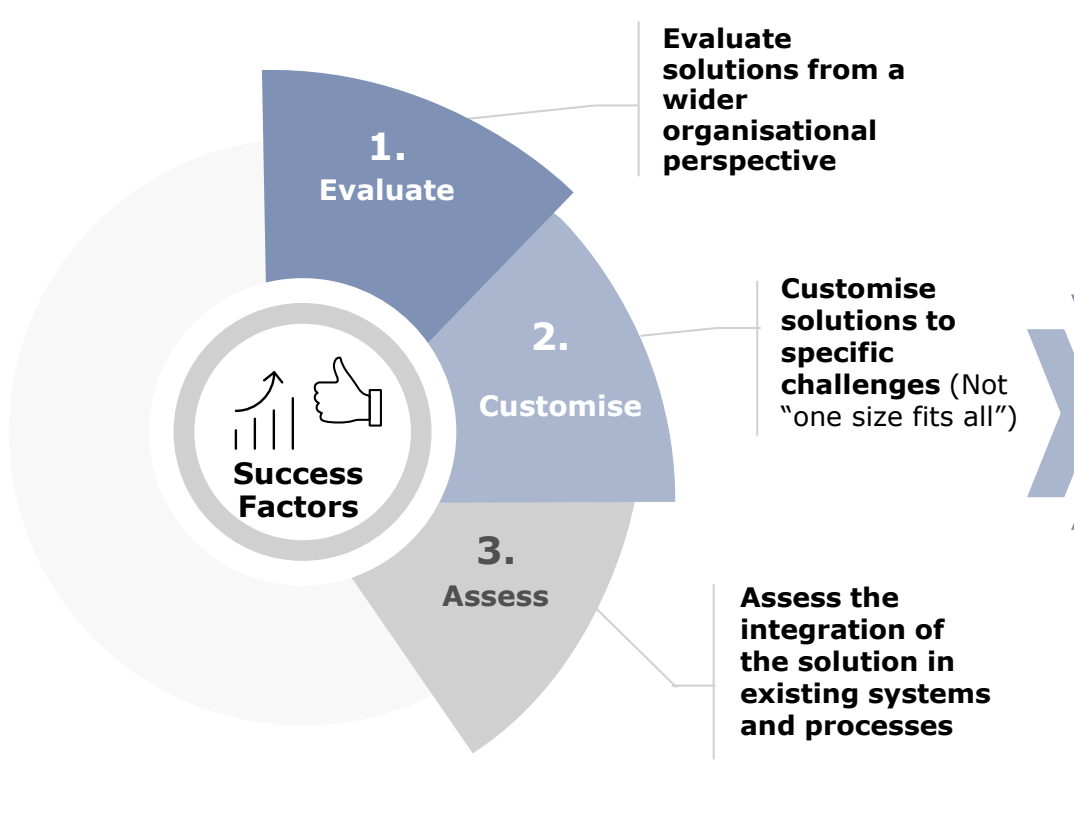 Evaluate
solutions from a
wider
organisational
perspective
1.
Evaluate
Customise
solutions to
specific
challenges (Not
“one size fits all”)
2.
Customise
Success
Factors
3.
Assess
Assess the
integration of
the solution in
existing systems
and processes